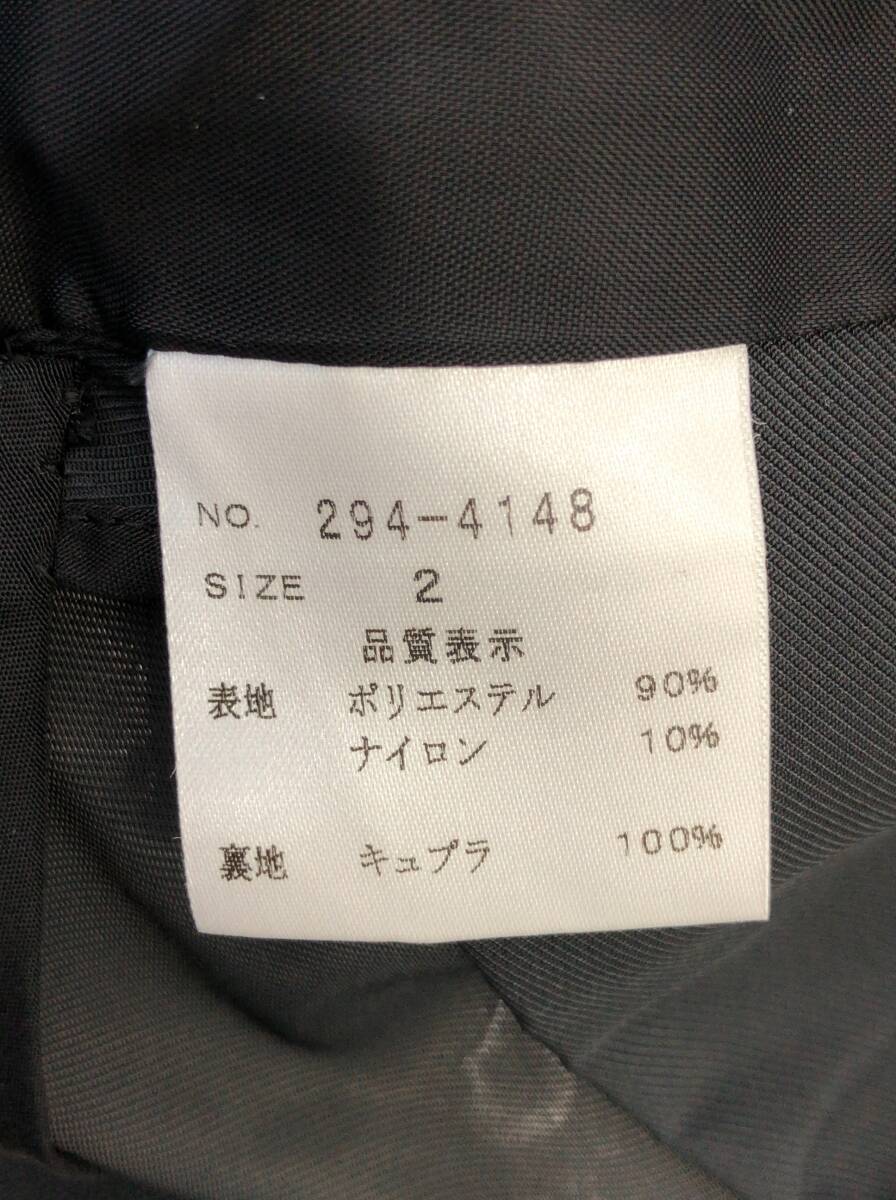 NO. 294-4148
SIZE 2
品質表示
表地 ポリエステル 90%
ナイロン 10%
裏地 キュプラ 100%